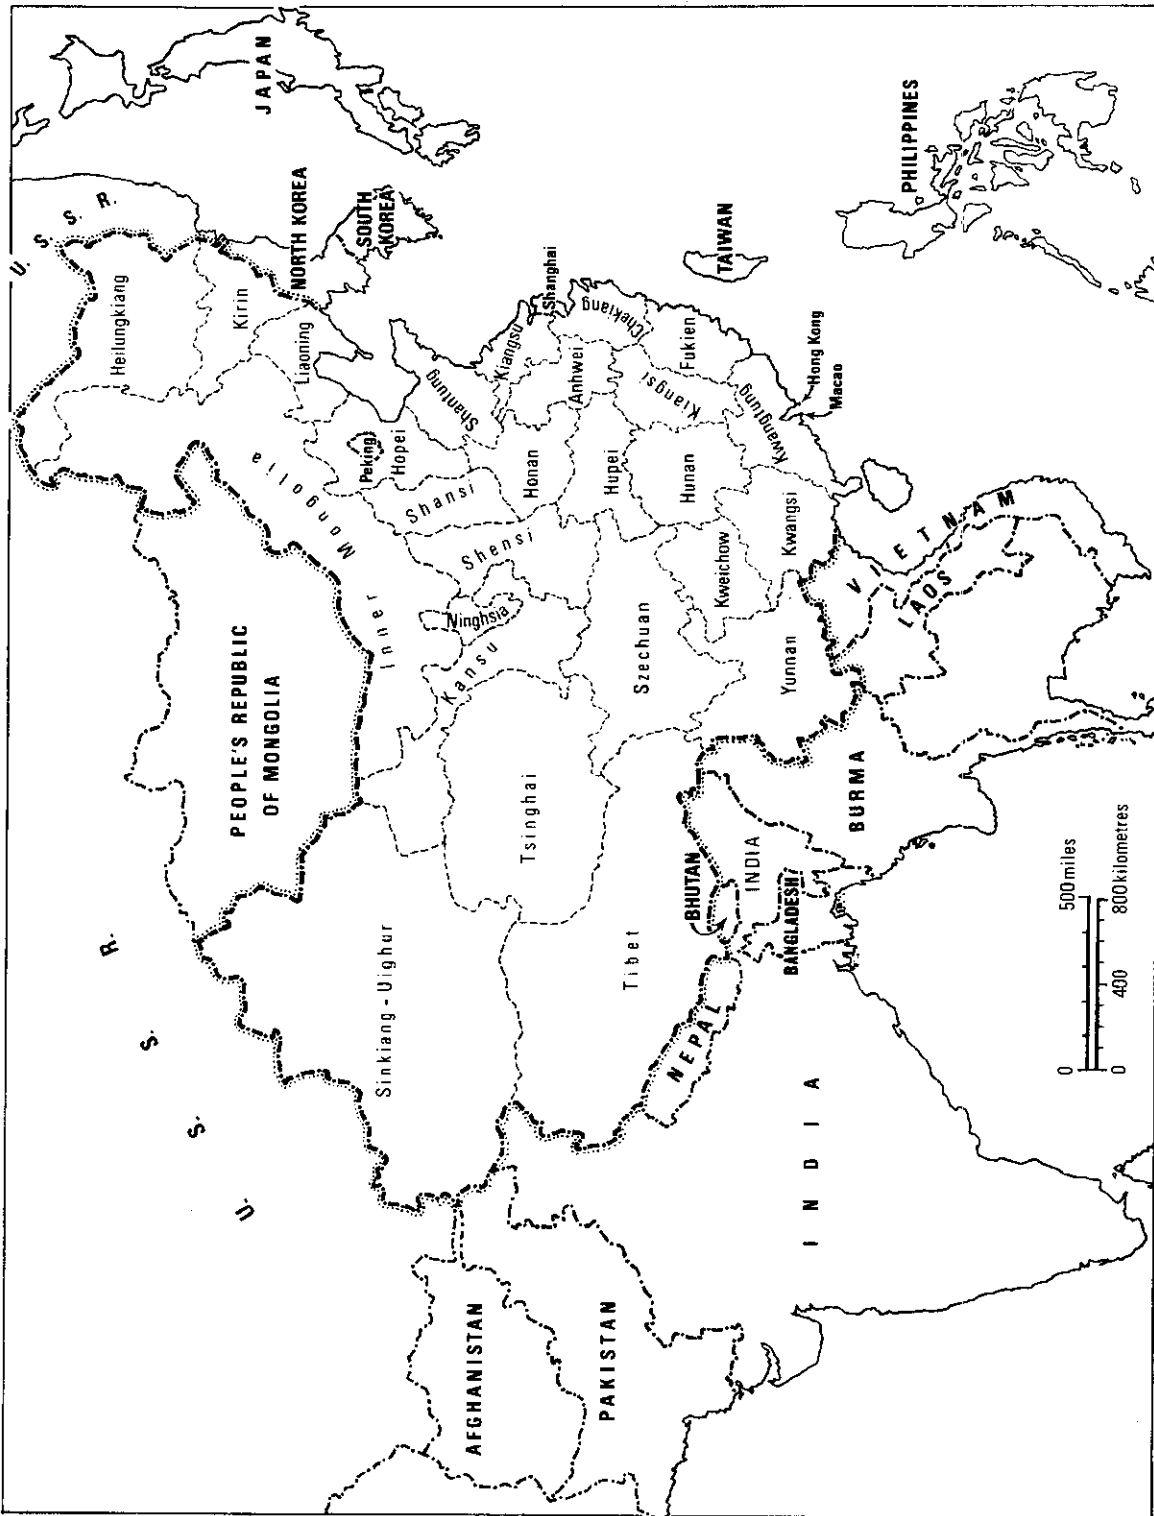 U. S. S. R.
U. S. S. R.
JAPAN
PEOPLE'S REPUBLIC
OF MONGOLIA
Heilungkiang
Kirin
Liaoning
NORTH KOREA
SOUTH
KOREA
Inner Mongolia
Sinkiang - Uighur
Peking
Hopei
Shansi
Shantung
Shensi
Ninghsia
Kansu
Tsinghai
Honan
Kiangsu
Shanghai
Anhwei
Chekiang
Hupei
Szechuan
Tibet
Hunan
Kiangsi
Fukien
TAIWAN
Kweichow
Yunnan
Kwangsi
Kwangtung
Hong Kong
Macao
AFGHANISTAN
PAKISTAN
NEPAL
BHUTAN
INDIA
BANGLADESH
INDIA
BURMA
LAOS
VIETNAM
PHILIPPINES
0 500 miles
0 400 800 kilometres